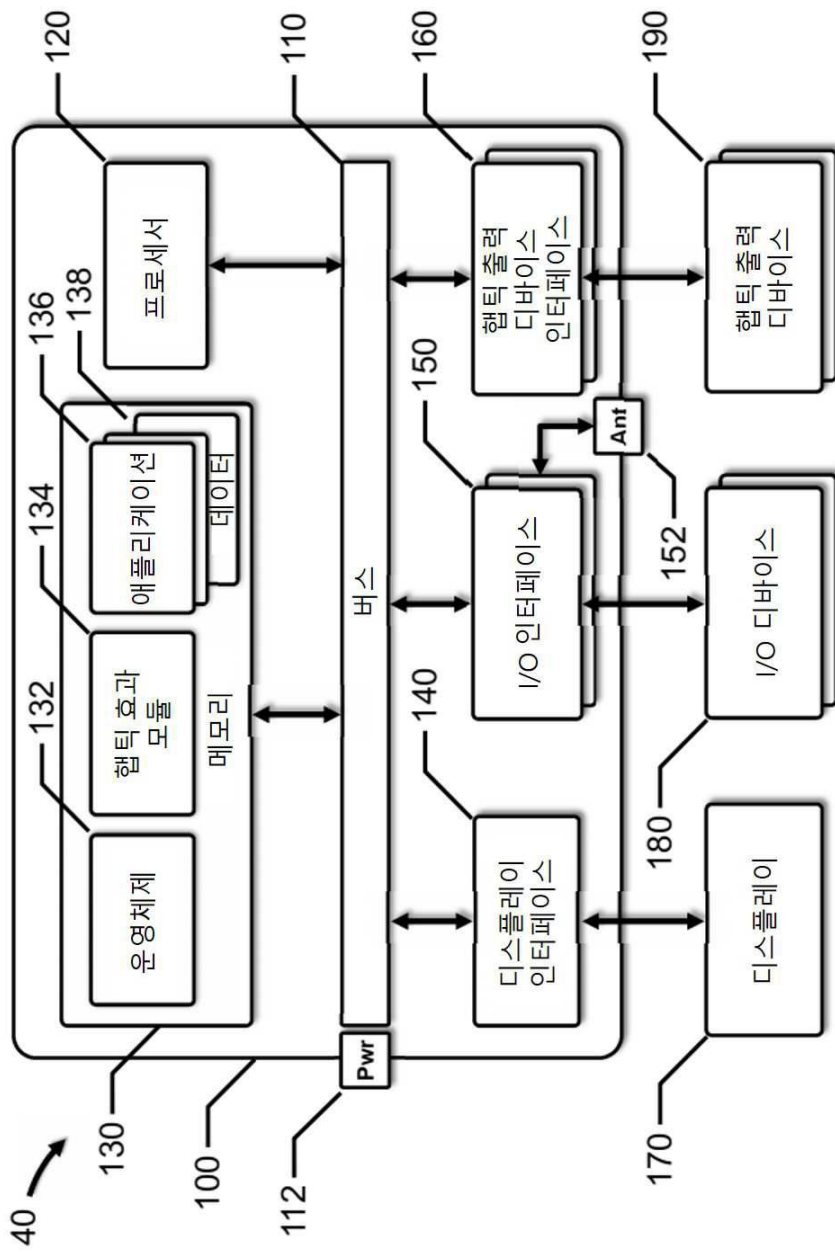 40
130
132
134
136
138
120
운영체제
햅틱 효과
모듈
애플리케이션
데이터
메모리
프로세서
100
112
Pwr
버스
110
140
150
160
디스플레이
인터페이스
I/O 인터페이스
햅틱 출력
디바이스
인터페이스
Ant
152
170
180
190
디스플레이
I/O 디바이스
햅틱 출력
디바이스